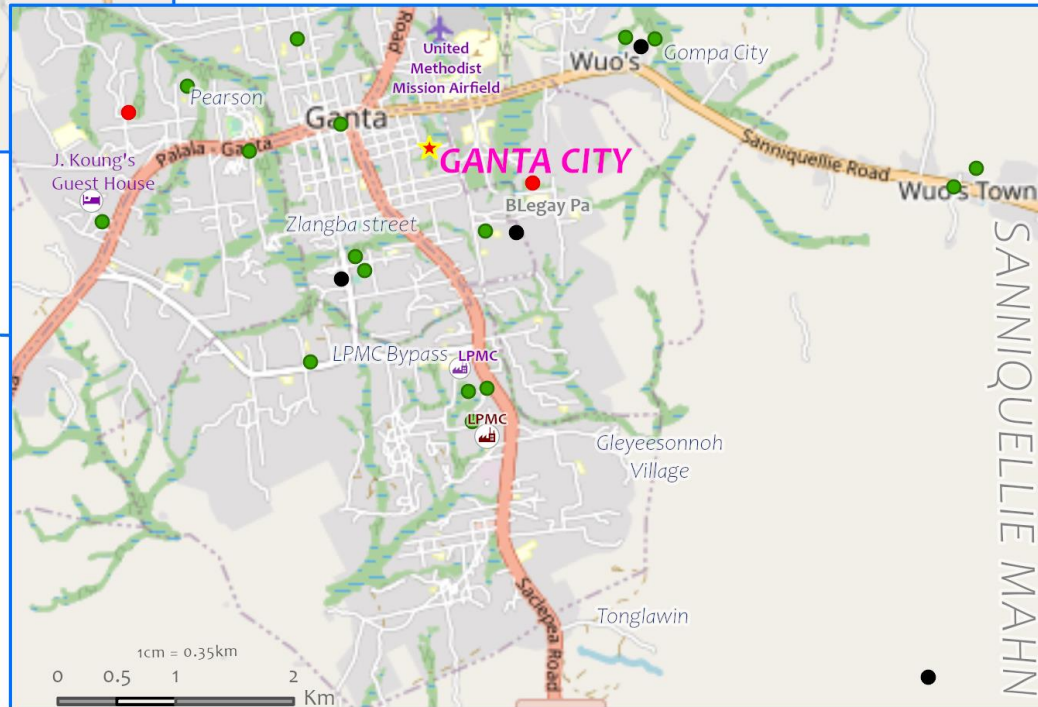 Road
United
Methodist
Mission Airfield
Gompa City
Wuo's
Pearson
Ganta
Palala - Ganta
GANTA CITY
Sanniquellie Road
J. Koung's
Guest House
BLegay Pa
Wuo's Town
Zlangba street
SANNIQUELLIE MAHN
LPMC Bypass
LPMC
LPMC
Gleyeesonnoh
Village
Saclepea Road
Tonglawin
1cm = 0.35km
0 0.5 1 2
Km